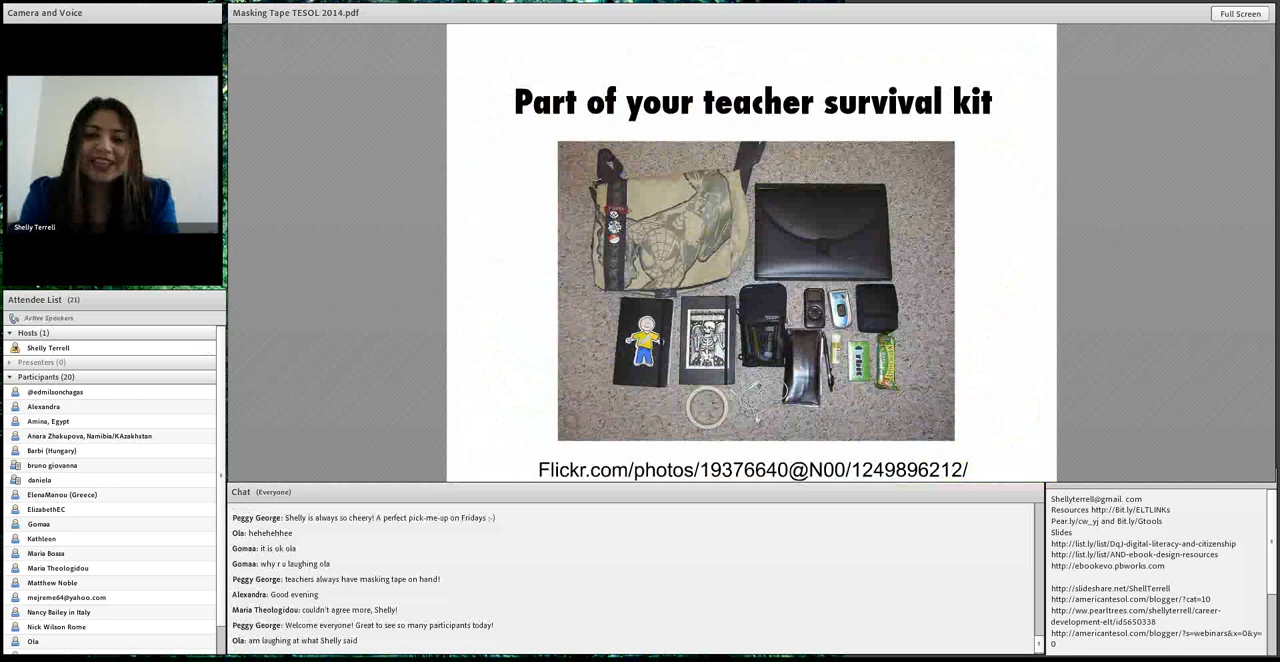 Camera and Voice
Shelly Terrell
Attendee List (21)
Active Speakers
Hosts (1)
Shelly Terrell
Presenters (0)
Participants (20)
@edmilsonchagas
Alexandra
Amina, Egypt
Anara Zhakupova, Namibia/KAzakhstan
Barbi (Hungary)
bruno giovanna
daniela
ElenaManou (Greece)
ElizabethEC
Gomaa
Kathleen
Maria Bossa
Maria Theologidou
Matthew Noble
mejreme64@yahoo.com
Nancy Bailey in Italy
Nick Wilson Rome
Ola
Masking Tape TESOL 2014.pdf
Full Screen
Part of your teacher survival kit
Flickr.com/photos/19376640@N00/1249896212/
Chat (Everyone)
Peggy George: Shelly is always so cheery! A perfect pick-me-up on Fridays :-)
Ola: hehehehhee
Gomaa: it is ok ola
Gomaa: why r u laughing ola
Peggy George: teachers always have masking tape on hand!
Alexandra: Good evening
Maria Theologidou: couldn't agree more, Shelly!
Peggy George: Welcome everyone! Great to see so many participants today!
Ola: am laughing at what Shelly said
Shellyterrell@gmail. com
Resources http://Bit.ly/ELTLINKs
Pear.ly/cw_yj and Bit.ly/Gtools
Slides
http://list.ly/list/DqJ-digital-literacy-and-citizenship
http://list.ly/list/AND-ebook-design-resources
http://ebookevo.pbworks.com
http://slideshare.net/ShellTerrell
http://americantesol.com/blogger/?cat=10
http://ww.pearltrees.com/shellyterrell/career-
development-elt/id5650338
http://americantesol.com/blogger/?s=webinars&x=0&y=
0